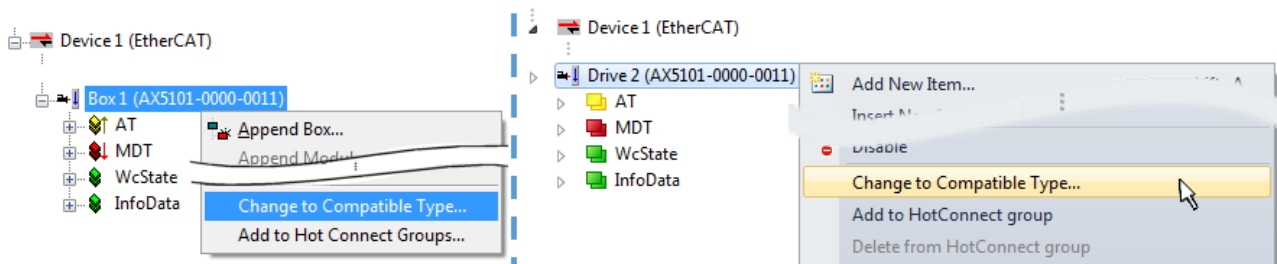 Device 1 (EtherCAT)
Box 1 (AX5101-0000-0011)
AT
MDT
WcState
InfoData
Append Box...
Change to Compatible Type...
Add to Hot Connect Groups...
Device 1 (EtherCAT)
Drive 2 (AX5101-0000-0011)
AT
MDT
WcState
InfoData
Add New Item...
Disable
Change to Compatible Type...
Add to HotConnect group
Delete from HotConnect group